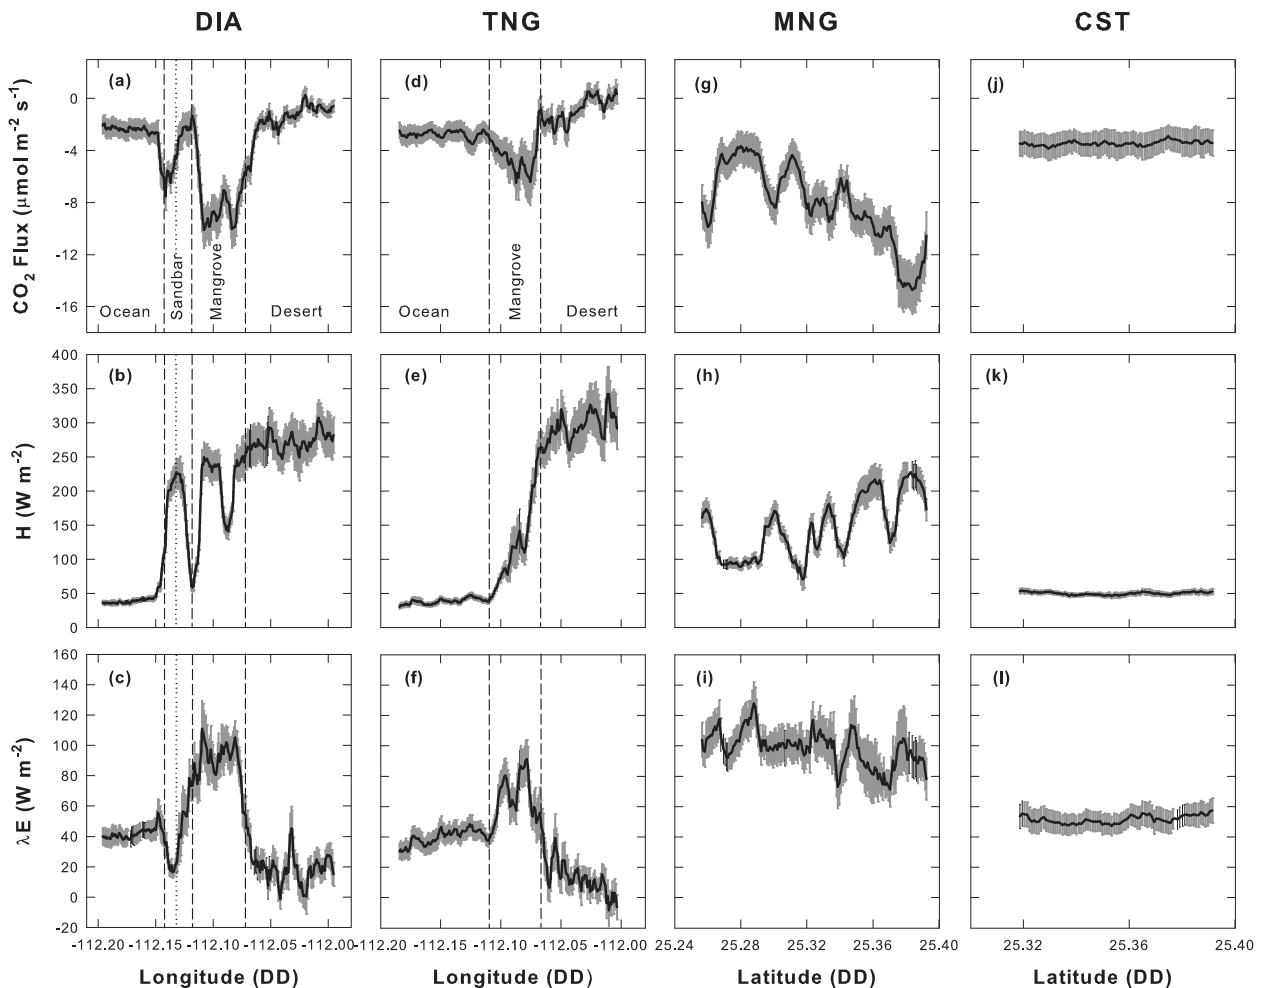 DIA TNG MNG CST
(a) (d) (g) (j)
CO2 Flux (μmol m-2 s-1)
0
-4
-8
-12
-16
Ocean Sandbar Mangrove Desert
Ocean Mangrove Desert
(b) (e) (h) (k)
H (W m-2)
400
350
300
250
200
150
100
50
0
(c) (f) (i) (l)
λE (W m-2)
160
140
120
100
80
60
40
20
0
-20
-112.20 -112.15 -112.10 -112.05 -112.00
-112.20 -112.15 -112.10 -112.05 -112.00
25.24 25.28 25.32 25.36 25.40
25.32 25.36 25.40
Longitude (DD) Longitude (DD) Latitude (DD) Latitude (DD)